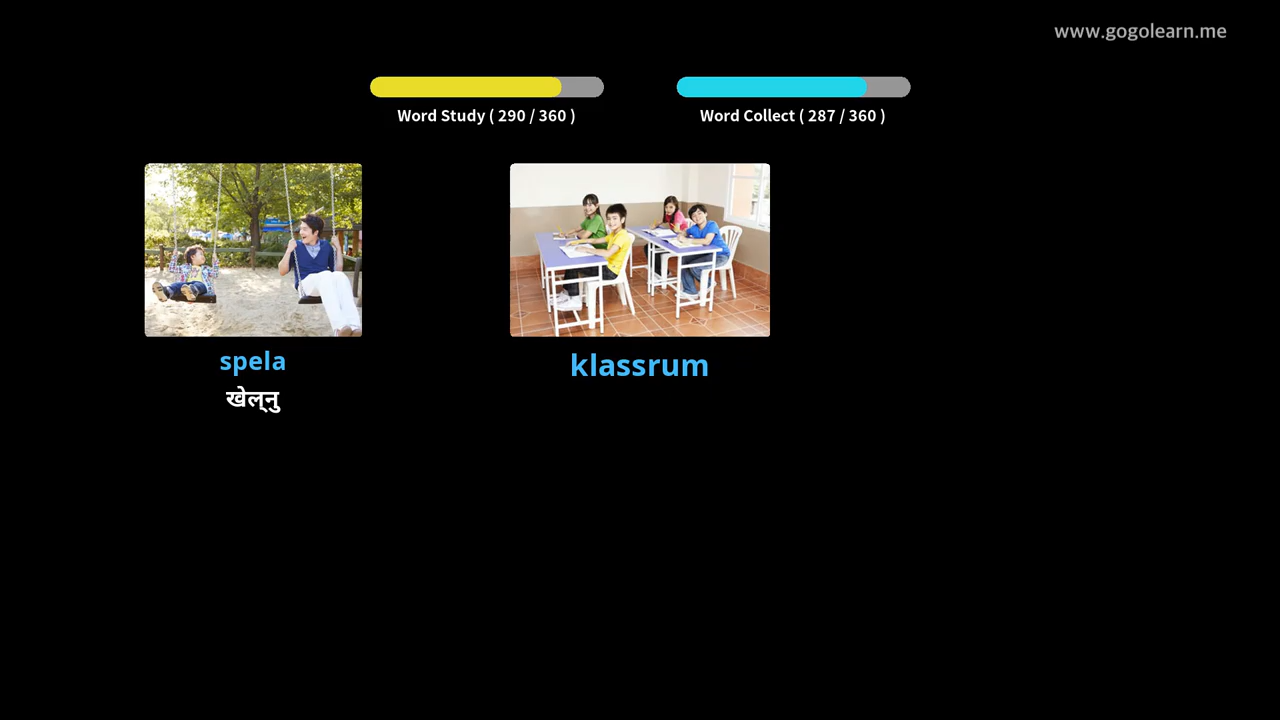 www.gogolearn.me
Word Study ( 290 / 360 )
Word Collect ( 287 / 360 )
spela
खेल्नु
klassrum